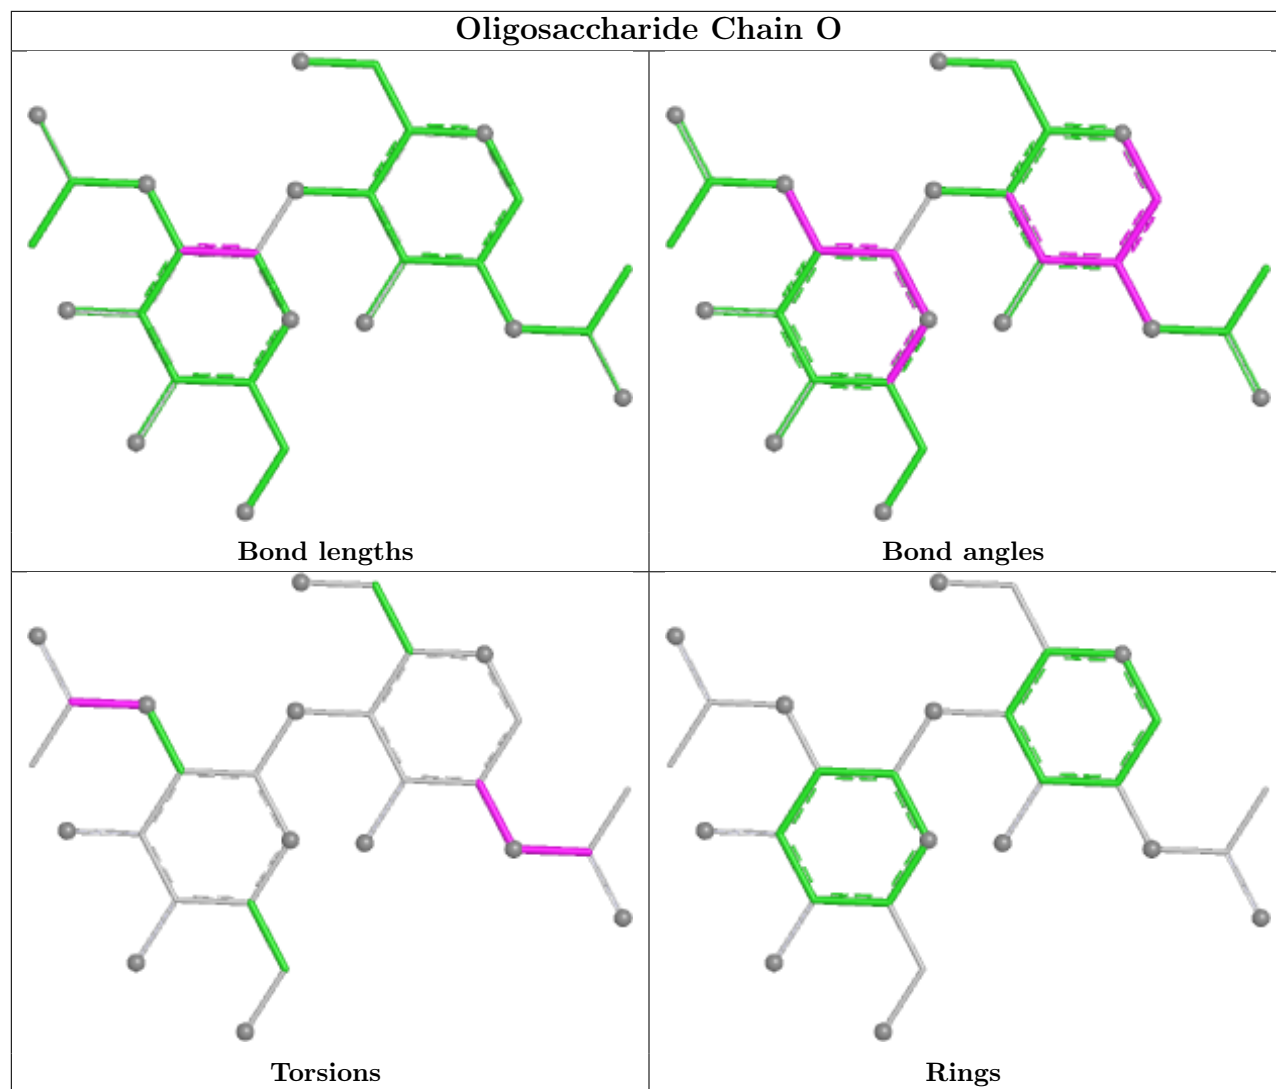 Oligosaccharide Chain O
Bond lengths
Bond angles
Torsions
Rings